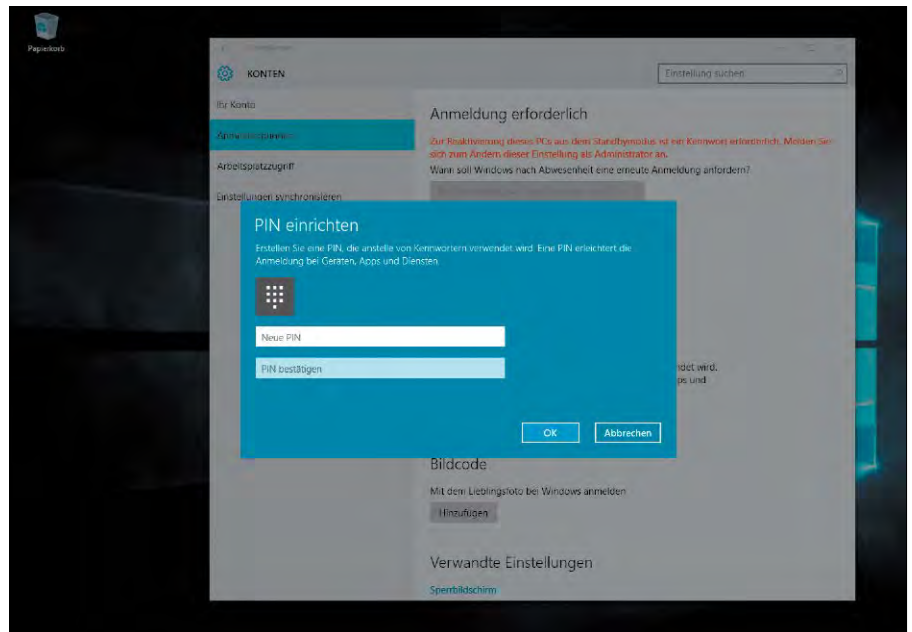 Papierkorb
KONTEN
Einstellung suchen
Ihr Konto
Arbeitsplatzzugriff
Einstellungen synchronisieren
Anmeldung erforderlich
Zur Reaktivierung dieses PCs aus dem Standbymodus ist ein Kennwort erforderlich. Melden Sie
sich zum Ändern dieser Einstellung als Administrator an.
Wann soll Windows nach Abwesenheit eine erneute Anmeldung anfordern?
PIN einrichten
Erstellen Sie eine PIN, die anstelle von Kennwörtern verwendet wird. Eine PIN erleichtert die
Anmeldung bei Geräten, Apps und Diensten.
Neue PIN
PIN bestätigen
wird.
und
OK
Abbrechen
Bildcode
Mit dem Lieblingsfoto bei Windows anmelden
Hinzufügen
Verwandte Einstellungen
Sperrbildschirm